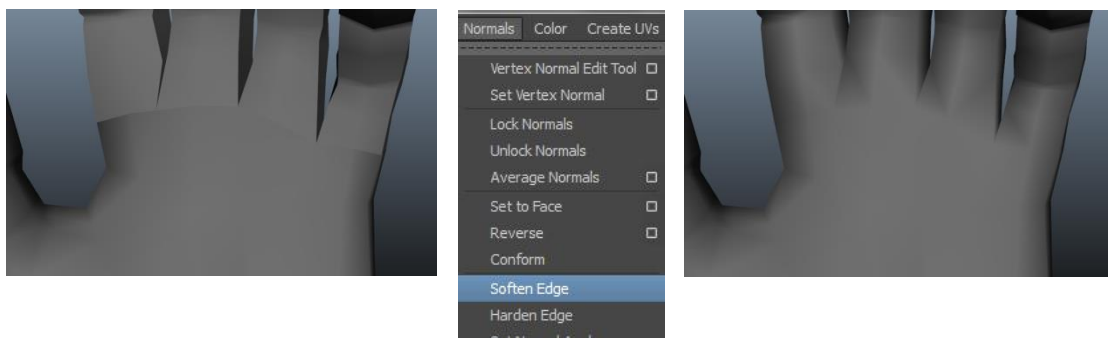 Normals Color Create UVs
Vertex Normal Edit Tool
Set Vertex Normal
Lock Normals
Unlock Normals
Average Normals
Set to Face
Reverse
Conform
Soften Edge
Harden Edge